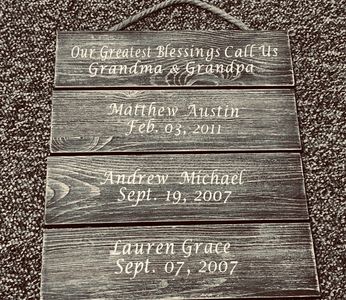 Our Greatest Blessings Call Us
Grandma & Grandpa
Matthew Austin
Feb. 03, 2011
Andrew Michael
Sept. 19, 2007
Lauren Grace
Sept. 07, 2007